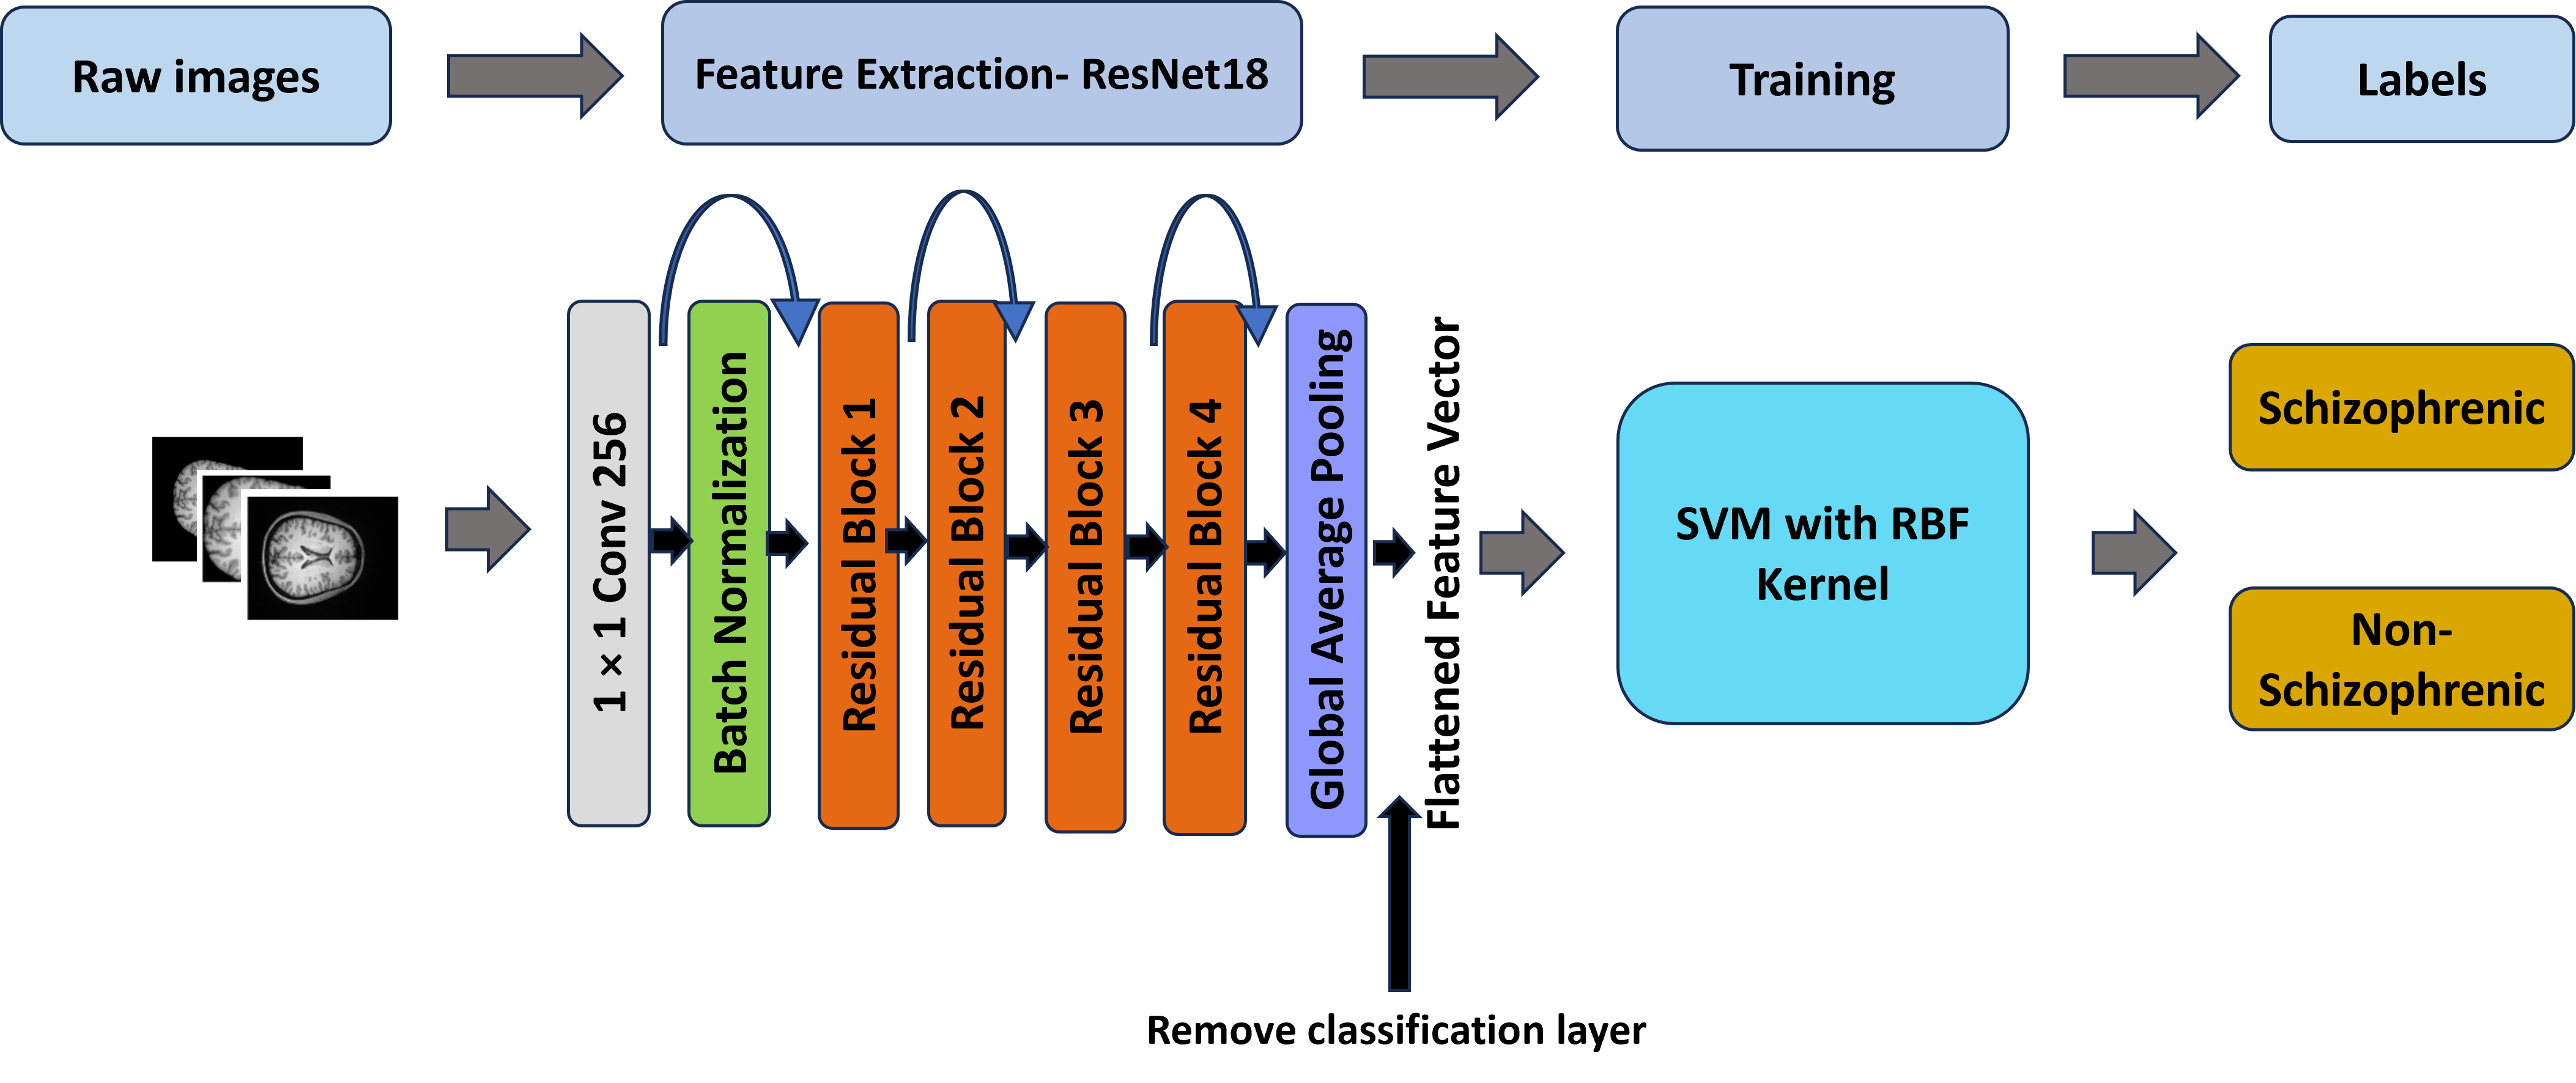 Raw images
Feature Extraction- ResNet18
Training
Labels
1 × 1 Conv 256
Batch Normalization
Residual Block 1
Residual Block 2
Residual Block 3
Residual Block 4
Global Average Pooling
Flattened Feature Vector
SVM with RBF
Kernel
Schizophrenic
Non-
Schizophrenic
Remove classification layer